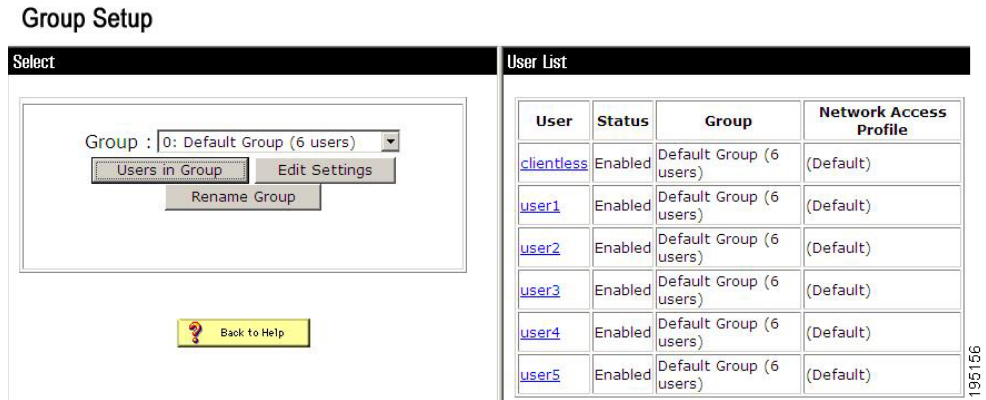 Group Setup
Select
Group : 0: Default Group (6 users)
Users in Group
Edit Settings
Rename Group
? Back to Help
User List
User Status Group Network Access
Profile
clientless Enabled Default Group (6
users) (Default)
user1 Enabled Default Group (6
users) (Default)
user2 Enabled Default Group (6
users) (Default)
user3 Enabled Default Group (6
users) (Default)
user4 Enabled Default Group (6
users) (Default)
user5 Enabled Default Group (6
users) (Default)
195156